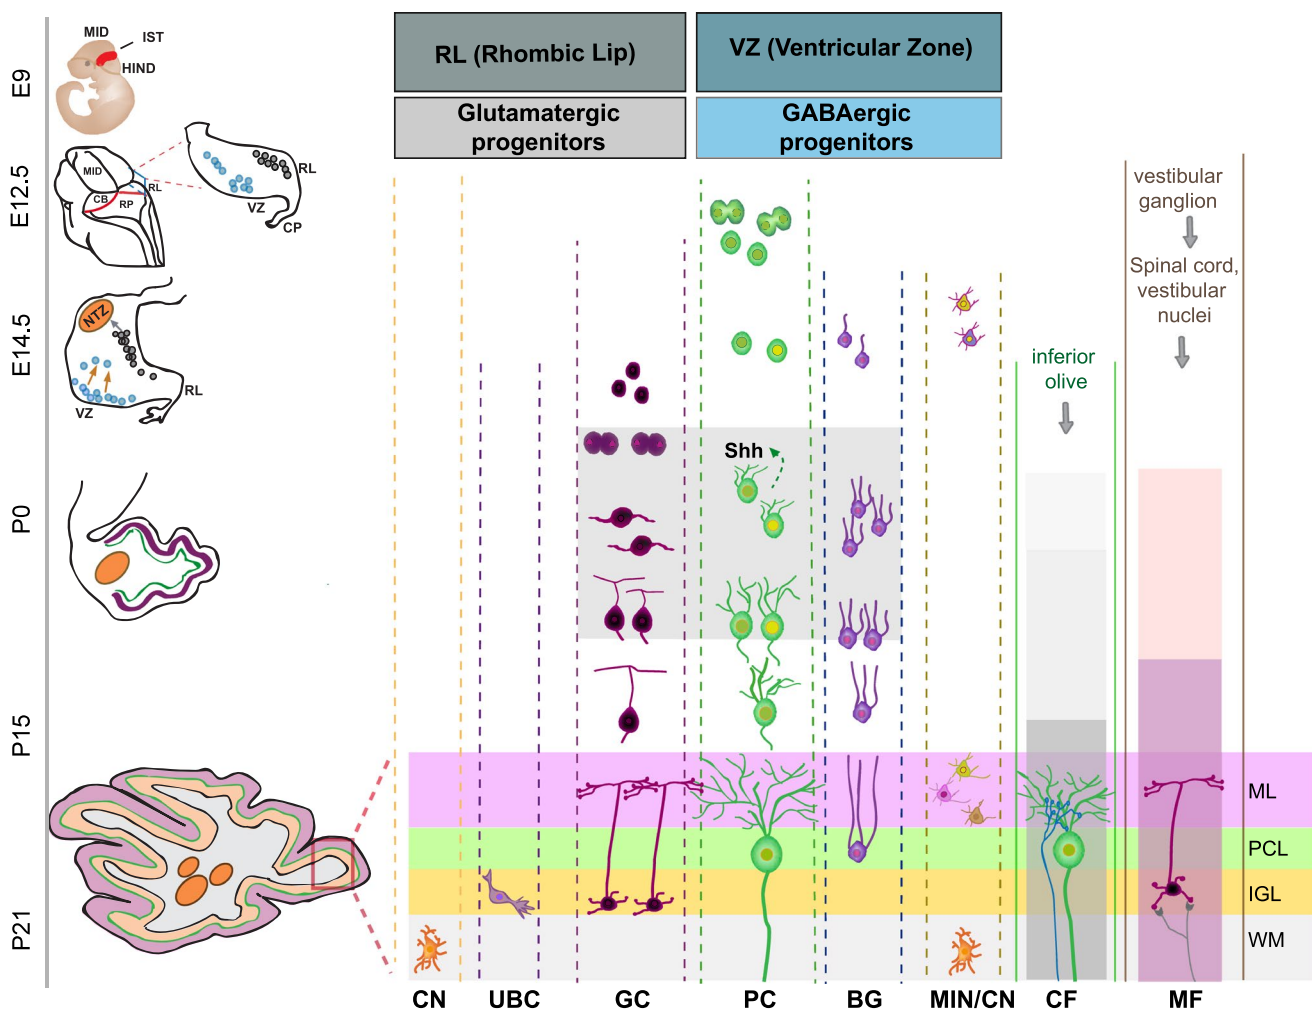 RL (Rhombic Lip)
VZ (Ventricular Zone)
Glutamatergic
progenitors
GABAergic
progenitors
E9
MID
IST
HIND
E12.5
MID
RL
CB
RP
RL
VZ
CP
vestibular
ganglion
Spinal cord,
vestibular
nuclei
E14.5
NTZ
RL
VZ
inferior
olive
Shh
P0
P15
P21
ML
PCL
IGL
WM
CN
UBC
GC
PC
BG
MIN/CN
CF
MF